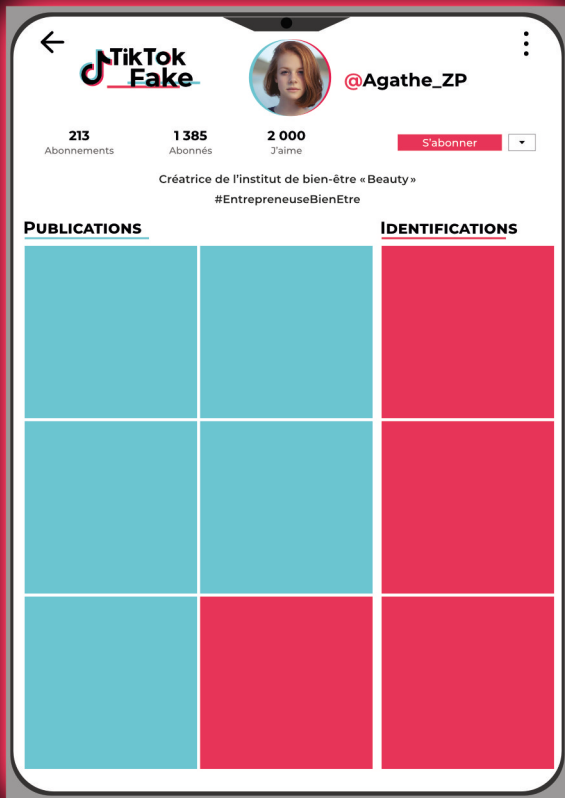 TikTok
Fake
@Agathe_ZP
213
Abonnements
1 385
Abonnés
2 000
J'aime
S'abonner
Créatrice de l'institut de bien-être « Beauty »
#EntrepreneuseBienEtre
PUBLICATIONS
IDENTIFICATIONS